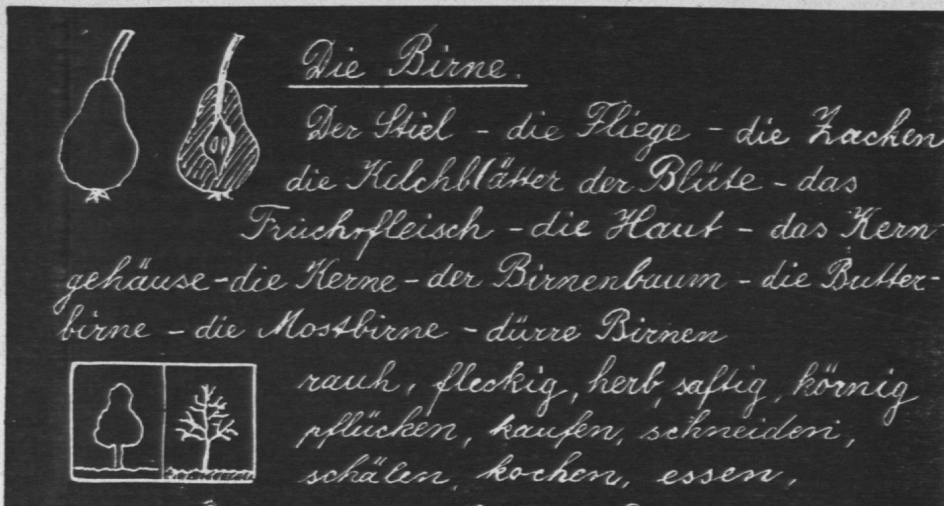 Die Birne.
Der Stiel - die Fliege - die Zacken
die Kelchblätter der Blüte - das
Fruchtfleisch - die Haut - das Kern
gehäuse - die Kerne - der Birnenbaum - die Butter-
birne - die Mostbirne - dürre Birnen
rauh, fleckig, herb, saftig, körnig
pflücken, kaufen, schneiden,
schälen, kochen, essen,